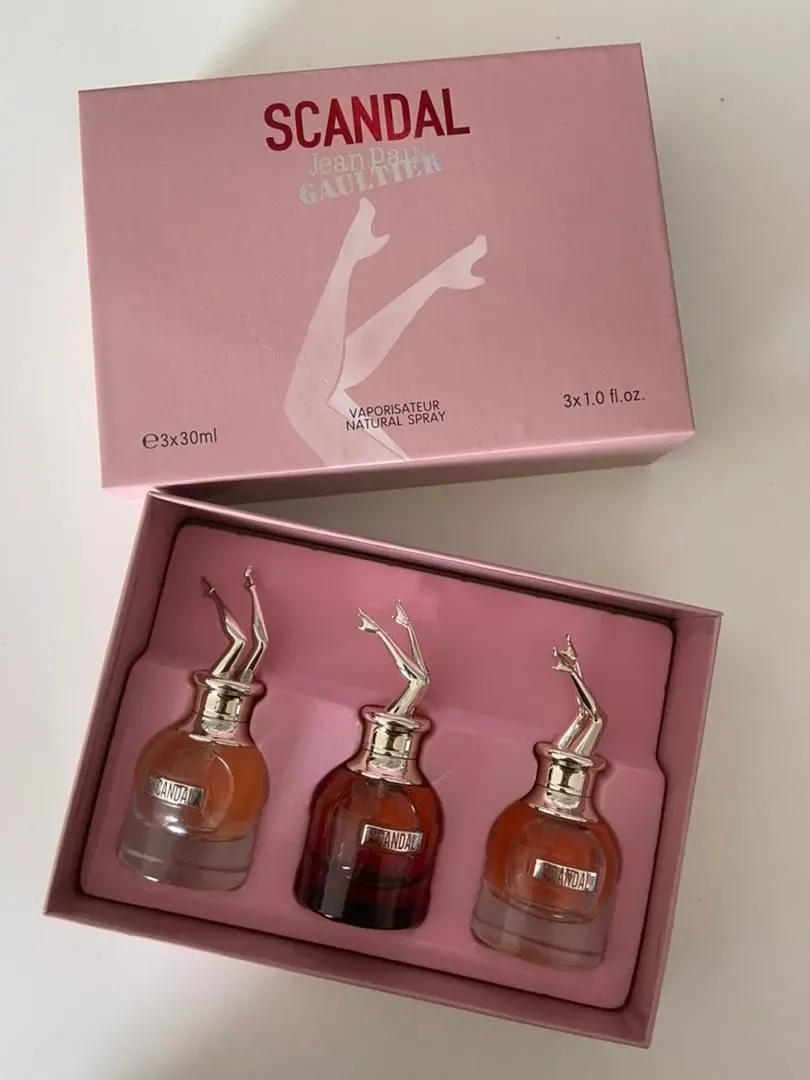 SCANDAL
Jean Paul
GAULTIER
VAPORISATEUR
NATURAL SPRAY
℮3x30ml
3x1.0 fl.oz.
SCANDAL
SCANDAL
SCANDAL